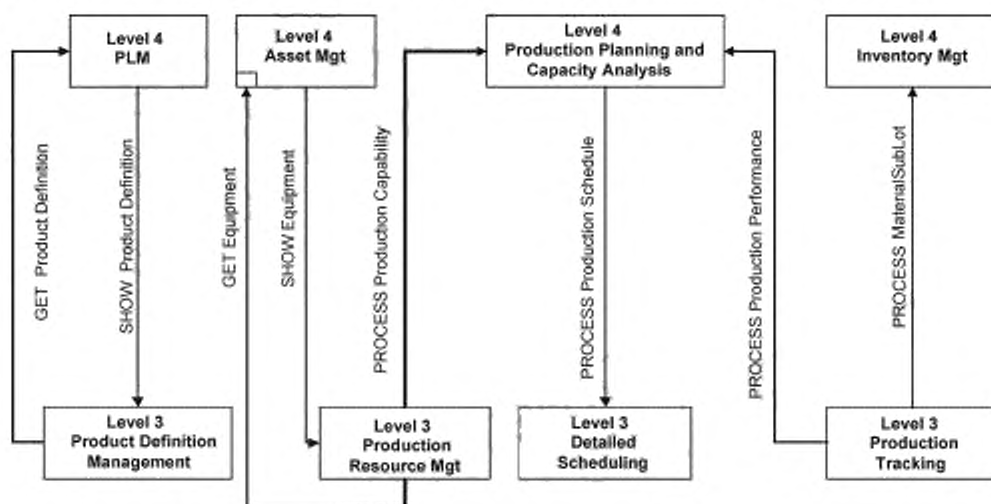 Level 4
PLM
Level 4
Asset Mgt
Level 4
Production Planning and
Capacity Analysis
Level 4
Inventory Mgt
GET Product Definition
SHOW Product Definition
GET Equipment
SHOW Equipment
PROCESS Production Capability
PROCESS Production Schedule
PROCESS Production Performance
PROCESS MaterialSubLot
Level 3
Product Definition
Management
Level 3
Production
Resource Mgt
Level 3
Detailed
Scheduling
Level 3
Production
Tracking